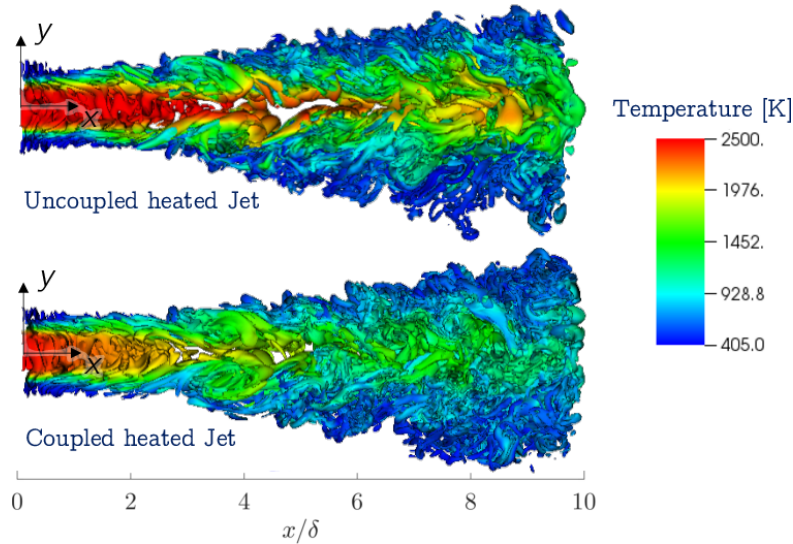 y
x
Uncoupled heated Jet
Temperature [K]
2500.
1976.
1452.
928.8
405.0
y
x
Coupled heated Jet
0 2 4 6 8 10
x/δ